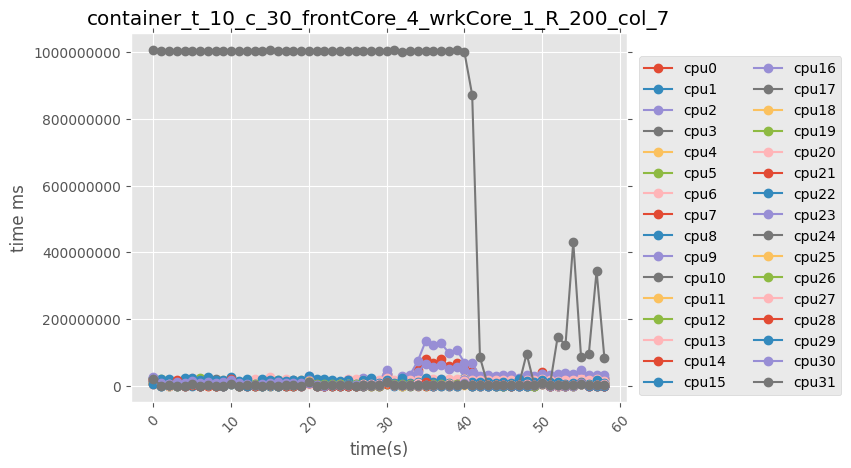 container_t_10_c_30_frontCore_4_wrkCore_1_R_200_col_7
time ms
1000000000
800000000
600000000
400000000
200000000
0
0 10 20 30 40 50 60
time(s)
cpu0 cpu16
cpu1 cpu17
cpu2 cpu18
cpu3 cpu19
cpu4 cpu20
cpu5 cpu21
cpu6 cpu22
cpu7 cpu23
cpu8 cpu24
cpu9 cpu25
cpu10 cpu26
cpu11 cpu27
cpu12 cpu28
cpu13 cpu29
cpu14 cpu30
cpu15 cpu31